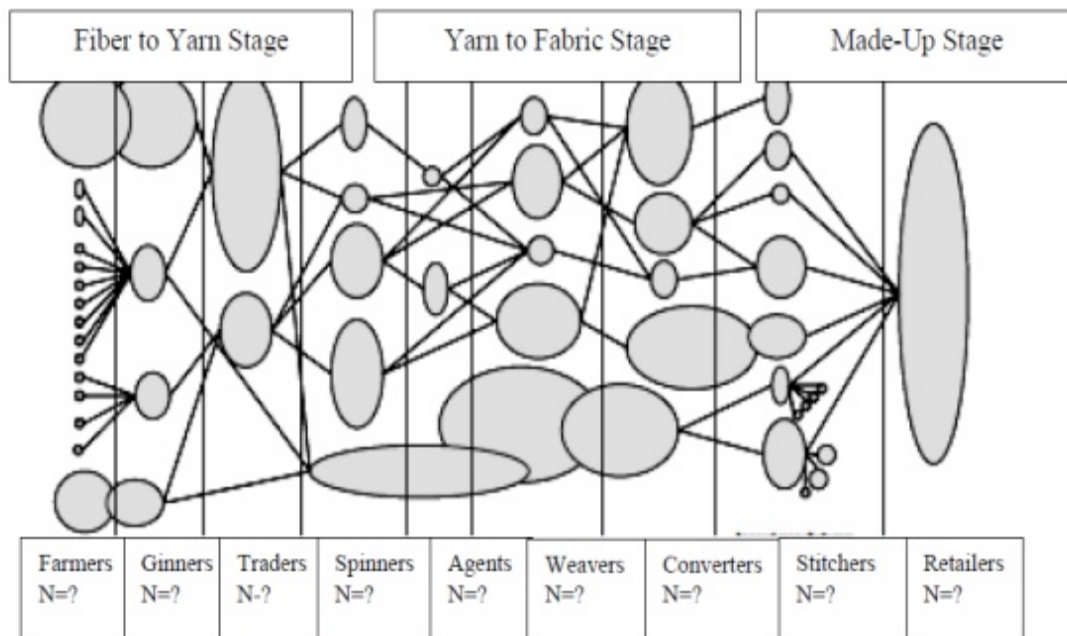 Fiber to Yarn Stage
Yarn to Fabric Stage
Made-Up Stage
Farmers
N=?
Ginners
N=?
Traders
N-?
Spinners
N=?
Agents
N=?
Weavers
N=?
Converters
N=?
Stitchers
N=?
Retailers
N=?